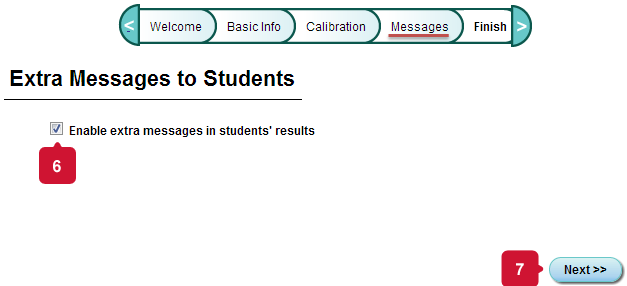 < Welcome Basic Info Calibration Messages Finish >
Extra Messages to Students
Enable extra messages in students' results
6
7 Next >>